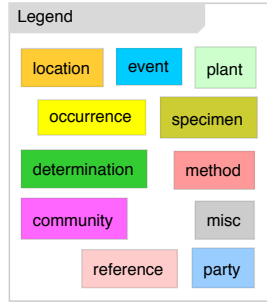 Legend
location event plant
occurrence specimen
determination method
community misc
reference party